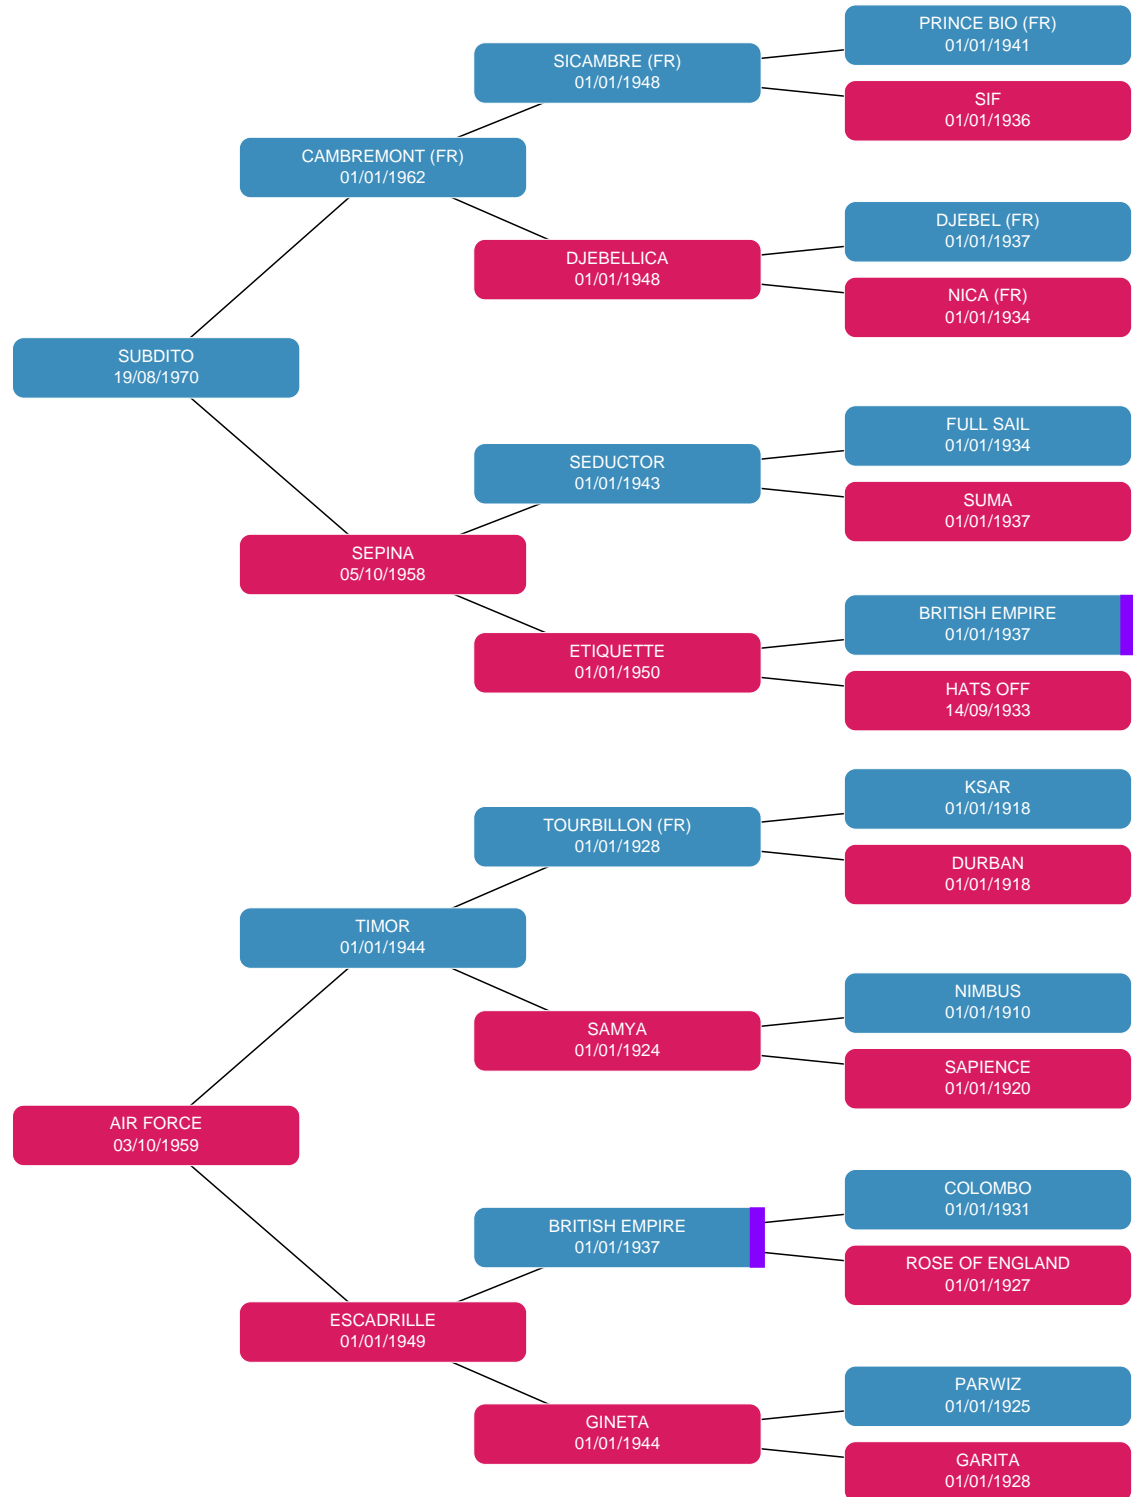 PRINCE BIO (FR)
01/01/1941
SICAMBRE (FR)
01/01/1948
SIF
01/01/1936
CAMBREMONT (FR)
01/01/1962
DJEBEL (FR)
01/01/1937
DJEBELLICA
01/01/1948
NICA (FR)
01/01/1934
SUBDITO
19/08/1970
FULL SAIL
01/01/1934
SEDUCTOR
01/01/1943
SUMA
01/01/1937
SEPINA
05/10/1958
BRITISH EMPIRE
01/01/1937
ETIQUETTE
01/01/1950
HATS OFF
14/09/1933
KSAR
01/01/1918
TOURBILLON (FR)
01/01/1928
DURBAN
01/01/1918
TIMOR
01/01/1944
NIMBUS
01/01/1910
SAMYA
01/01/1924
SAPIENCE
01/01/1920
AIR FORCE
03/10/1959
COLOMBO
01/01/1931
BRITISH EMPIRE
01/01/1937
ROSE OF ENGLAND
01/01/1927
ESCADRILLE
01/01/1949
PARWIZ
01/01/1925
GINETA
01/01/1944
GARITA
01/01/1928